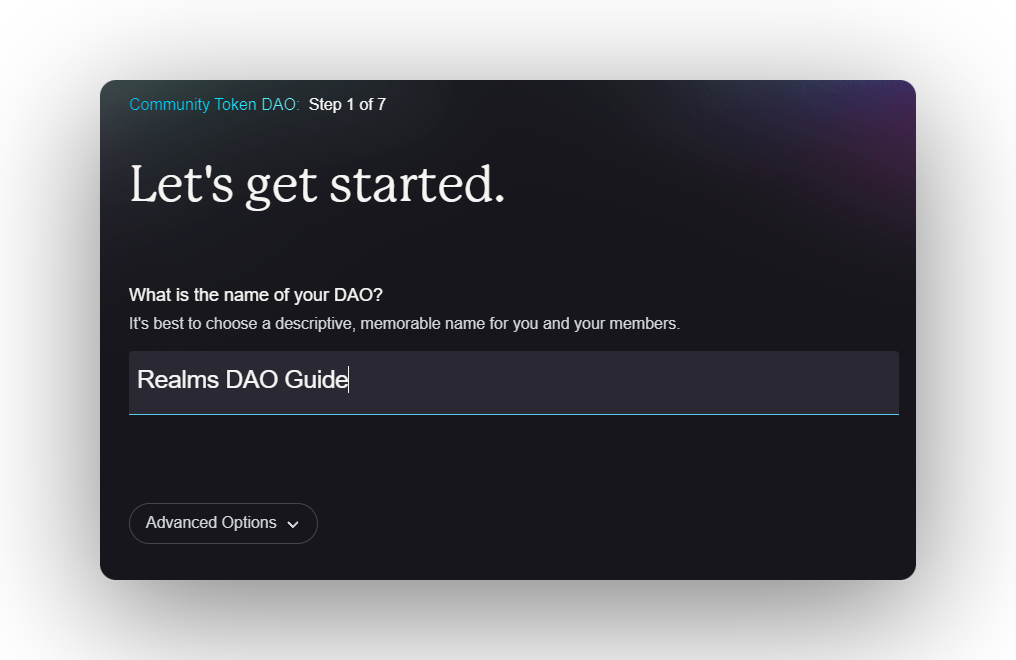 Community Token DAO: Step 1 of 7
Let's get started.
What is the name of your DAO?
It's best to choose a descriptive, memorable name for you and your members.
Realms DAO Guide
Advanced Options